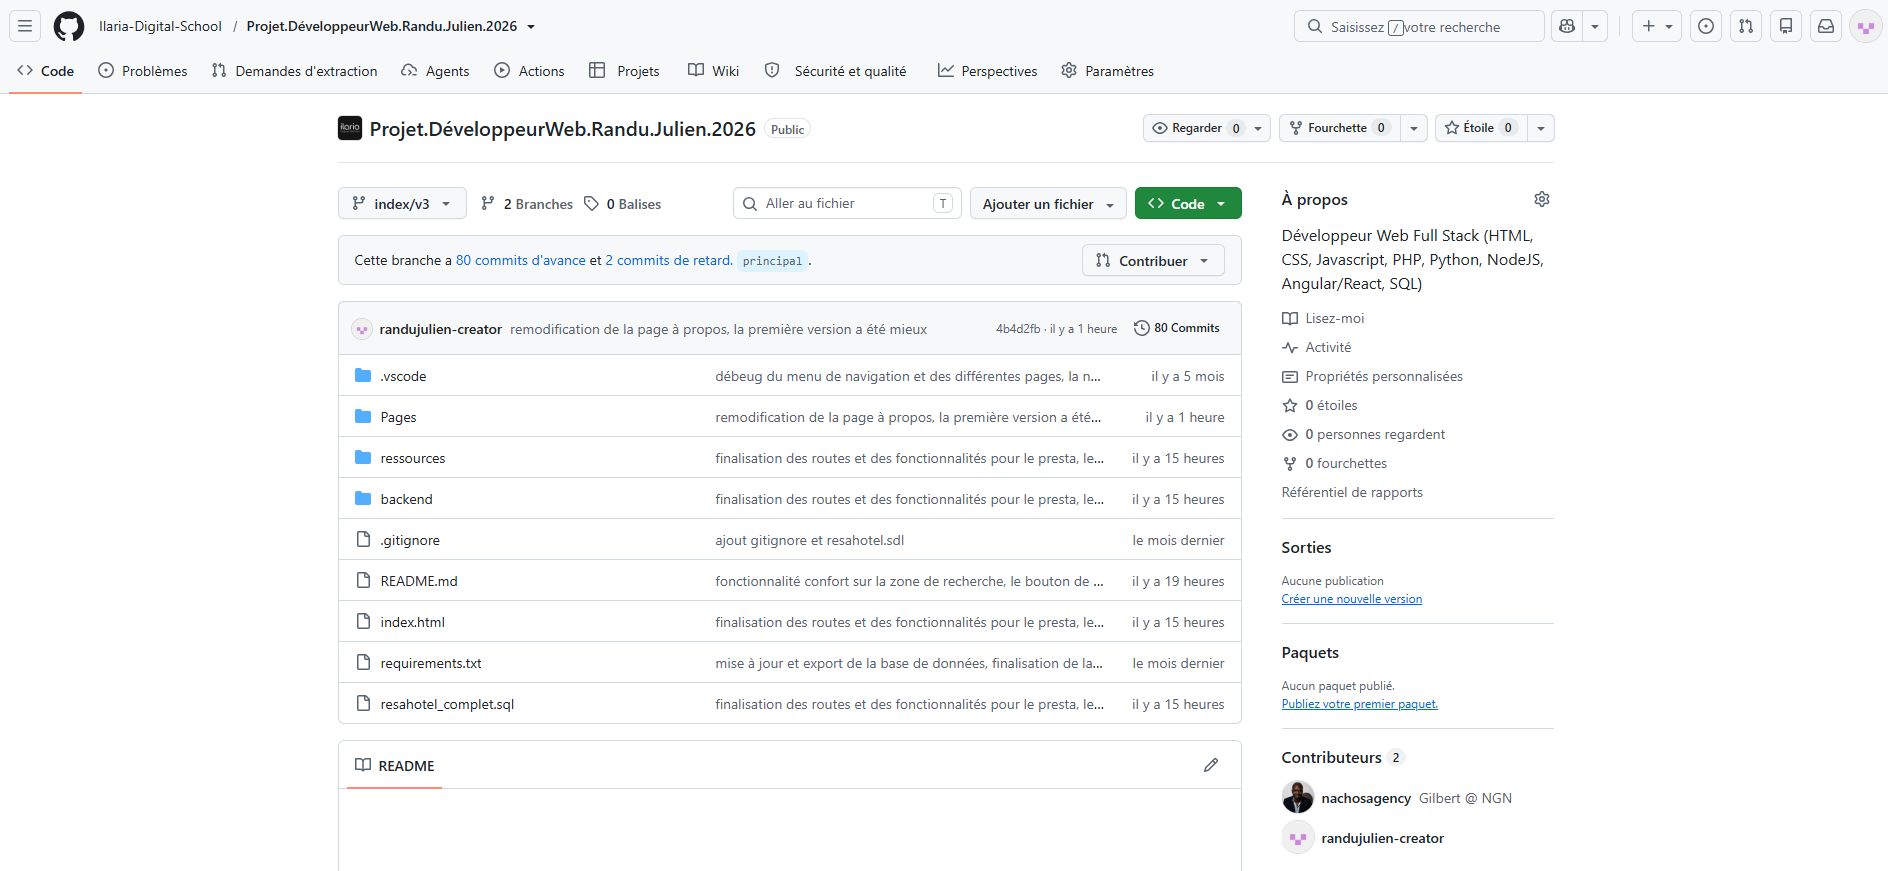 Ilaria-Digital-School / Projet.DéveloppeurWeb.Randu.Julien.2026
Saisissez / votre recherche
Code
Problèmes
Demandes d'extraction
Agents
Actions
Projets
Wiki
Sécurité et qualité
Perspectives
Paramètres
ilaria
Projet.DéveloppeurWeb.Randu.Julien.2026 Public
Regarder 0
Fourchette 0
Étoile 0
index/v3
2 Branches
0 Balises
Aller au fichier T
Ajouter un fichier
Code
Cette branche a 80 commits d'avance et 2 commits de retard. principal .
Contribuer
randujulien-creator remodification de la page à propos, la première version a été mieux 4b4d2fb · il y a 1 heure 80 Commits
.vscode débeug du menu de navigation et des différentes pages, la n... il y a 5 mois
Pages remodification de la page à propos, la première version a été... il y a 1 heure
ressources finalisation des routes et des fonctionnalités pour le presta, le... il y a 15 heures
backend finalisation des routes et des fonctionnalités pour le presta, le... il y a 15 heures
.gitignore ajout gitignore et resahotel.sdl le mois dernier
README.md fonctionnalité confort sur la zone de recherche, le bouton de ... il y a 19 heures
index.html finalisation des routes et des fonctionnalités pour le presta, le... il y a 15 heures
requirements.txt mise à jour et export de la base de données, finalisation de la... le mois dernier
resahotel_complet.sql finalisation des routes et des fonctionnalités pour le presta, le... il y a 15 heures
README
À propos
Développeur Web Full Stack (HTML,
CSS, Javascript, PHP, Python, NodeJS,
Angular/React, SQL)
Lisez-moi
Activité
Propriétés personnalisées
0 étoiles
0 personnes regardent
0 fourchettes
Référentiel de rapports
Sorties
Aucune publication
Créer une nouvelle version
Paquets
Aucun paquet publié.
Publiez votre premier paquet.
Contributeurs 2
nachosagency Gilbert @ NGN
randujulien-creator